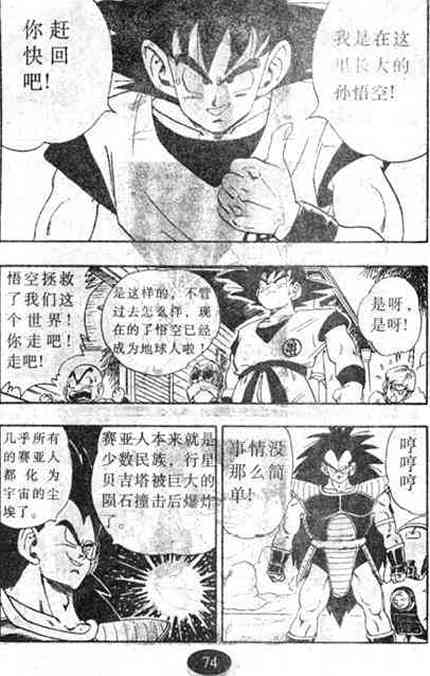 我是在这
里长大的
孙悟空!
你赶
快回
吧!
是呀，
是呀!
是这样的，不管
过去怎么样，现
在的了悟空已经
成为地球人啦!
悟空拯救
了我们这
个世界!
你走吧!
走吧!
哼
哼
哼
事情没
那么简
单!
赛亚人本来就是
少数民族，行星
贝吉塔被巨大的
陨石撞击后爆炸
了。
几乎所有
的赛亚人
都化为
宇宙的尘
埃了。
74